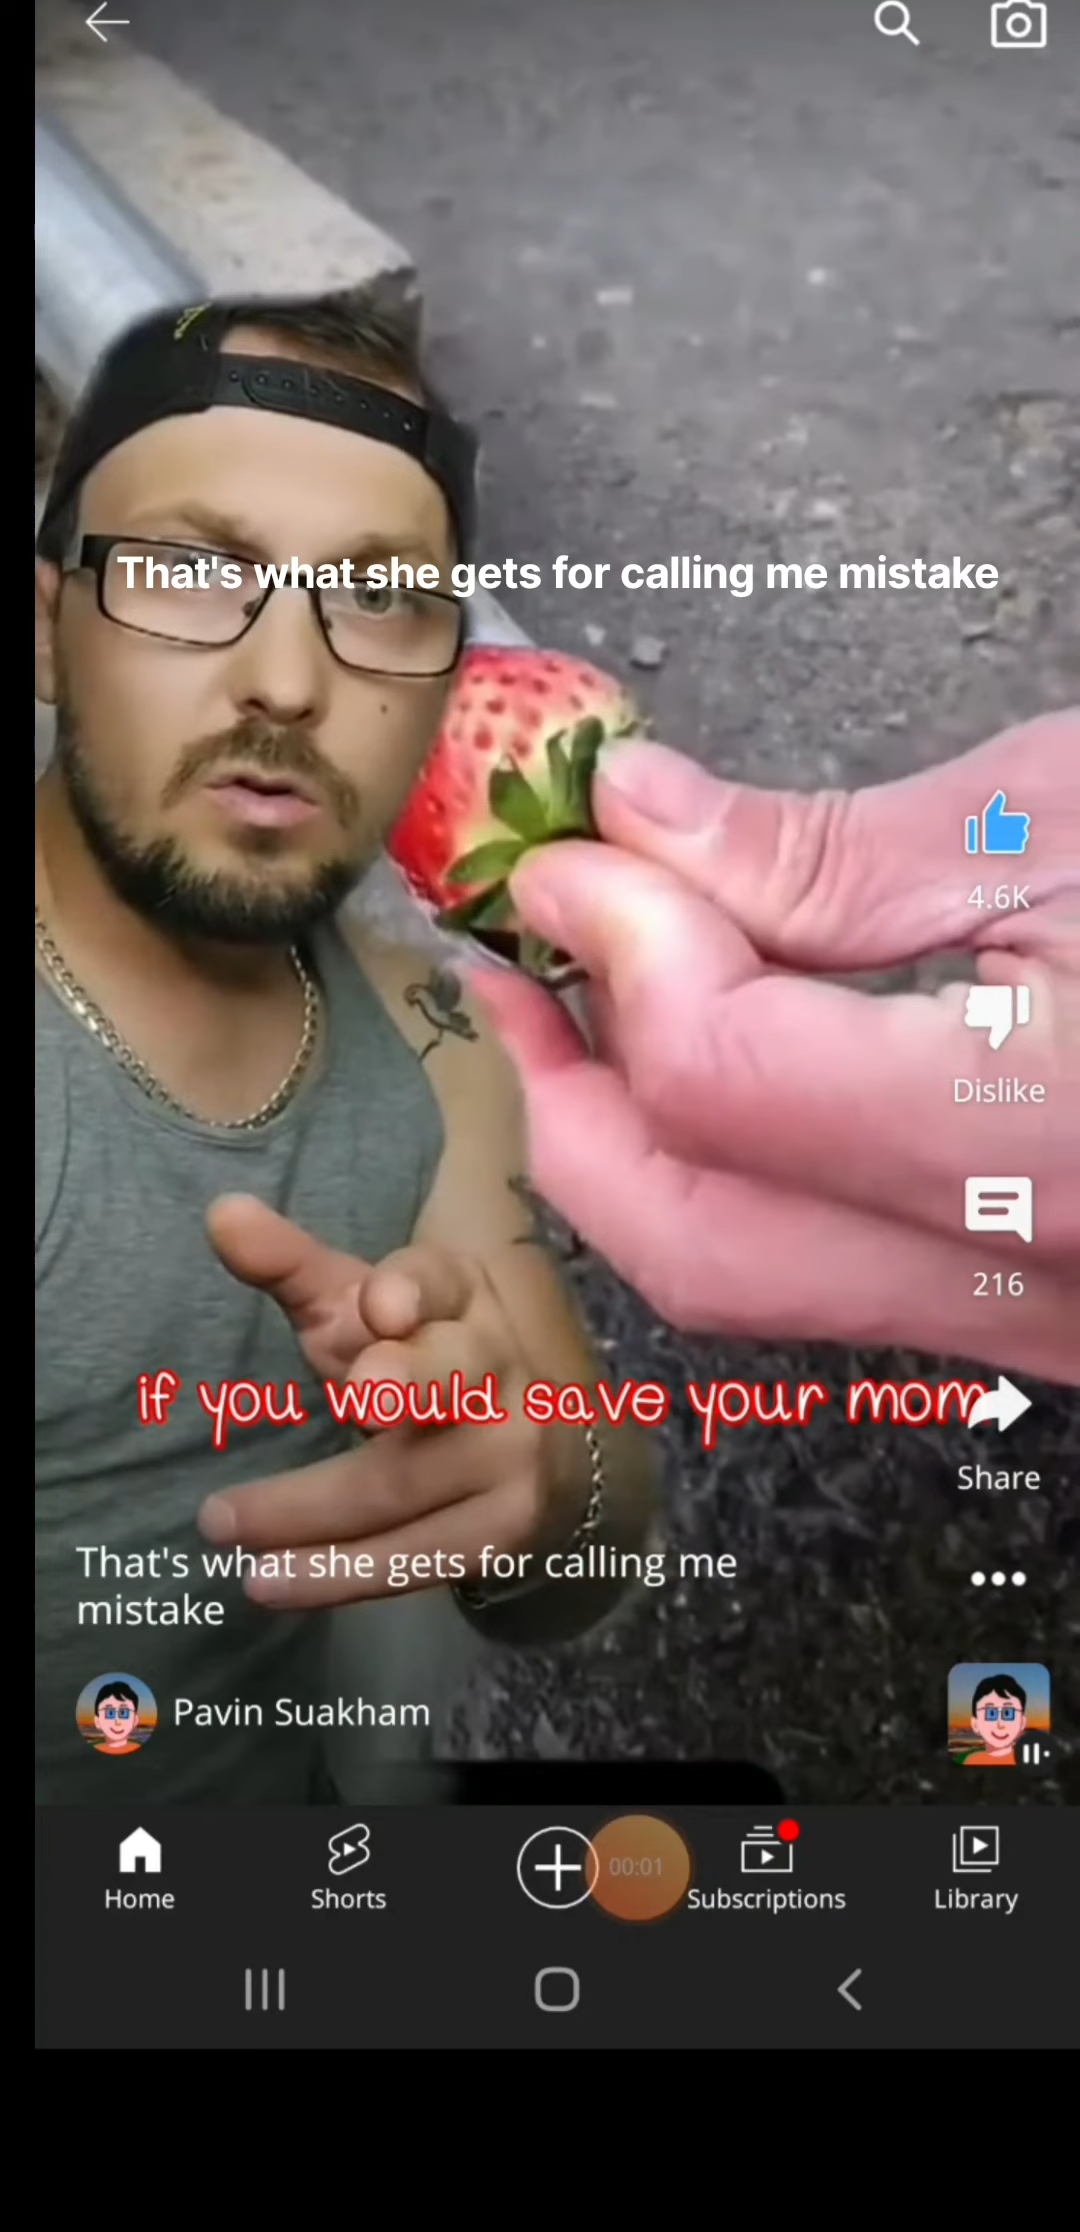 That's what she gets for calling me mistake
4.6K
Dislike
216
if you would save your mom
Share
That's what she gets for calling me
mistake
Pavin Suakham
Home
Shorts
00:01
Subscriptions
Library